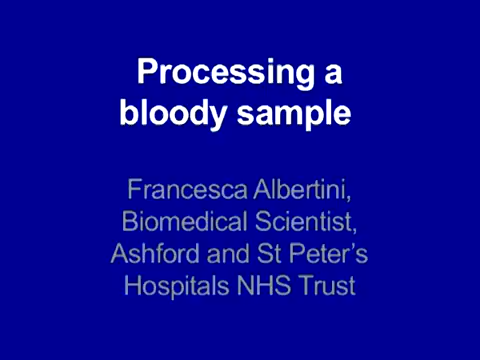 Processing a
bloody sample
Francesca Albertini,
Biomedical Scientist,
Ashford and St Peter's
Hospitals NHS Trust